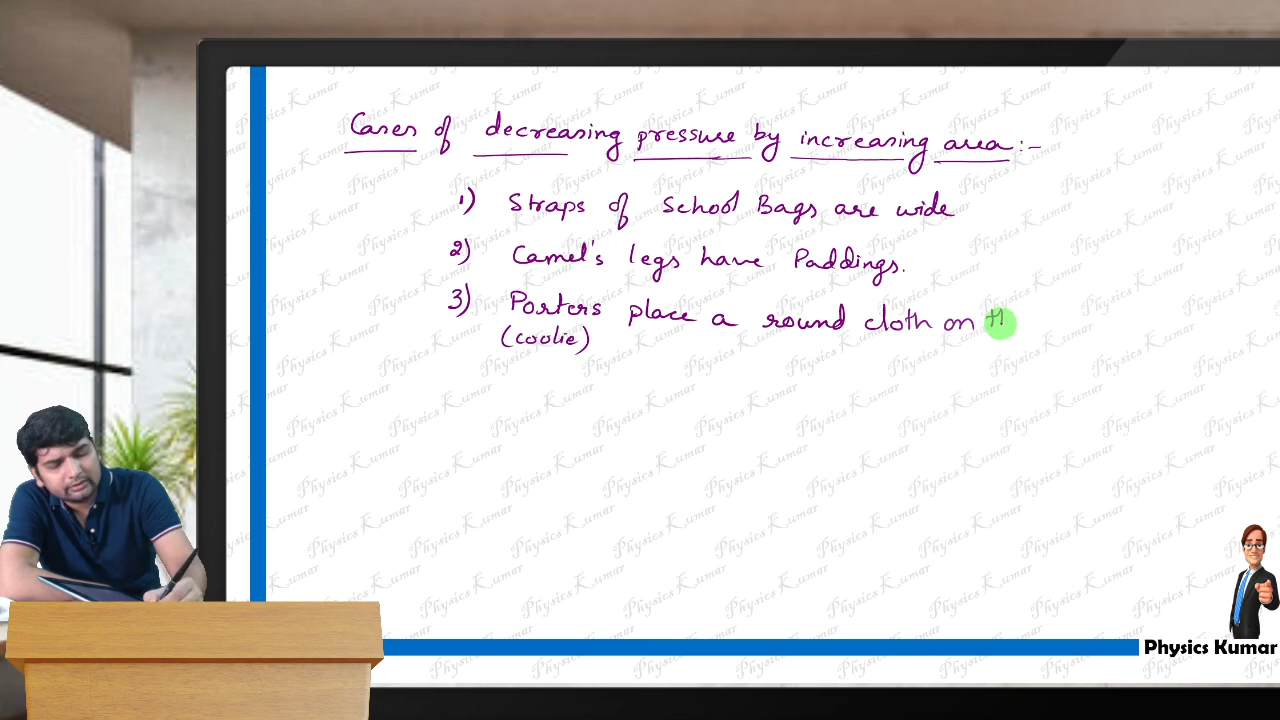 Cases of decreasing pressure by increasing area :-
1) Straps of School Bags are wide
2) Camel's legs have Paddings.
3) Porters place a round cloth on
(coolie)
Physics Kumar